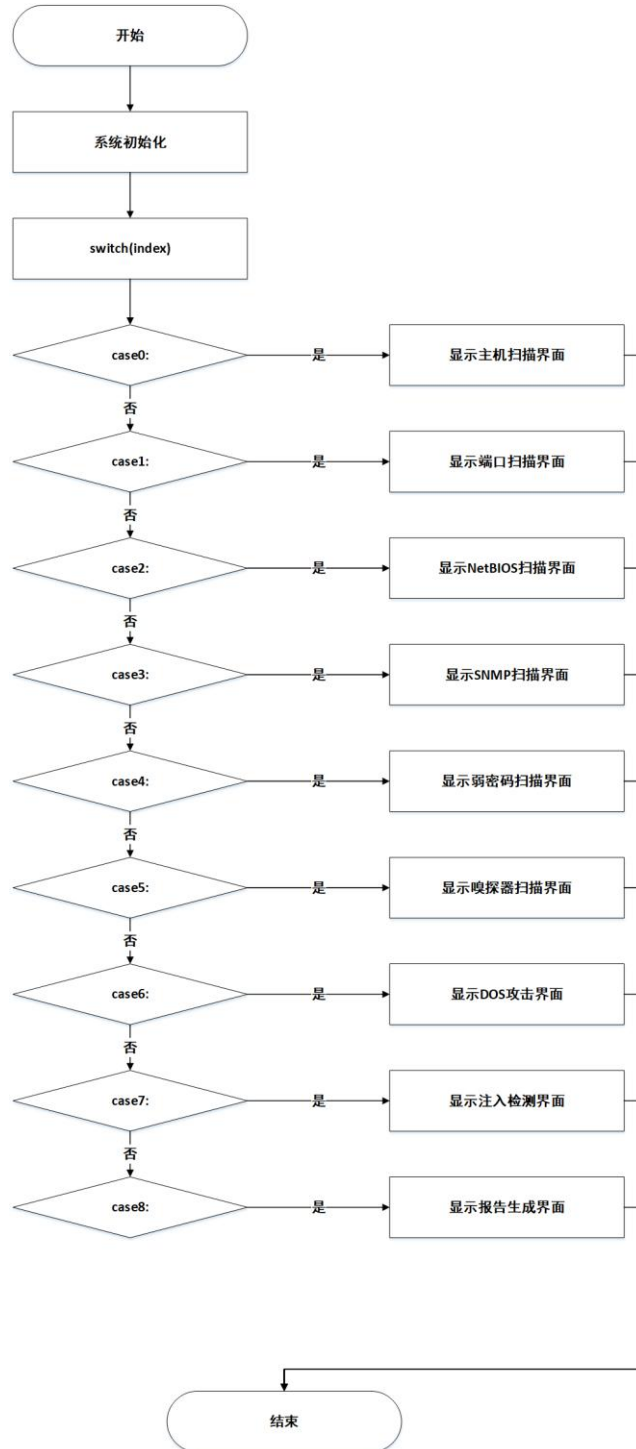 开始
系统初始化
switch(index)
case0:
是
显示主机扫描界面
否
case1:
是
显示端口扫描界面
否
case2:
是
显示NetBIOS扫描界面
否
case3:
是
显示SNMP扫描界面
否
case4:
是
显示弱密码扫描界面
否
case5:
是
显示嗅探器扫描界面
否
case6:
是
显示DOS攻击界面
否
case7:
是
显示注入检测界面
否
case8:
是
显示报告生成界面
结束